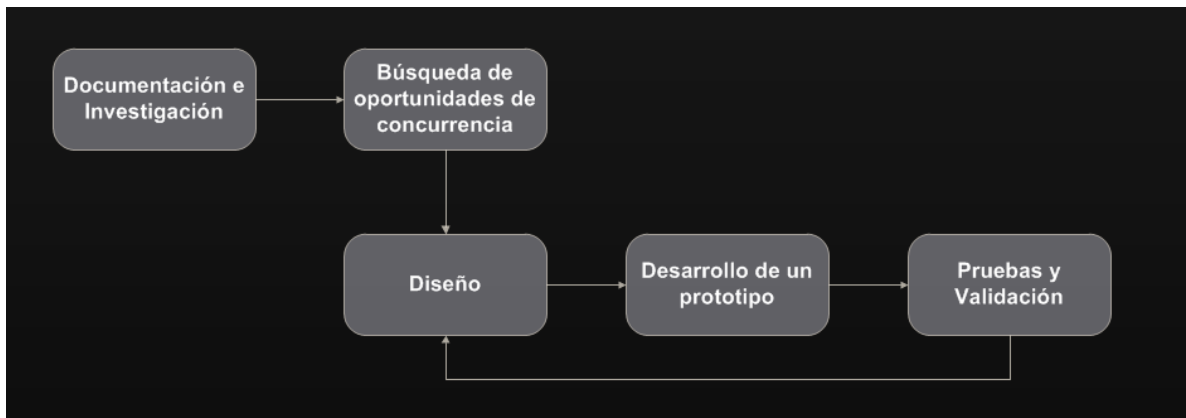 Documentación e
Investigación
Búsqueda de
oportunidades de
concurrencia
Diseño
Desarrollo de un
prototipo
Pruebas y
Validación